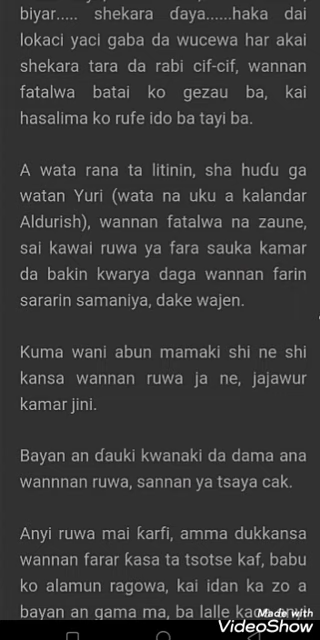 biyar..... shekara ɗaya......haka dai
lokaci yaci gaba da wucewa har akai
shekara tara da rabi cif-cif, wannan
fatalwa batai ko gezau ba, kai
hasalima ko rufe ido ba tayi ba.
A wata rana ta litinin, sha huɗu ga
watan Yuri (wata na uku a kalandar
Aldurish), wannan fatalwa na zaune,
sai kawai ruwa ya fara sauka kamar
da bakin kwarya daga wannan farin
sararin samaniya, dake wajen.
Kuma wani abun mamaki shi ne shi
kansa wannan ruwa ja ne, jajawur
kamar jini.
Bayan an ɗauki kwanaki da dama ana
wannnan ruwa, sannan ya tsaya cak.
Anyi ruwa mai ƙarfi, amma dukkansa
wannan farar ƙasa ta tsotse kaf, babu
ko alamun ragowa, kai idan ka zo a
bayan an gama ma, ba lalle
Made with
VideoShow